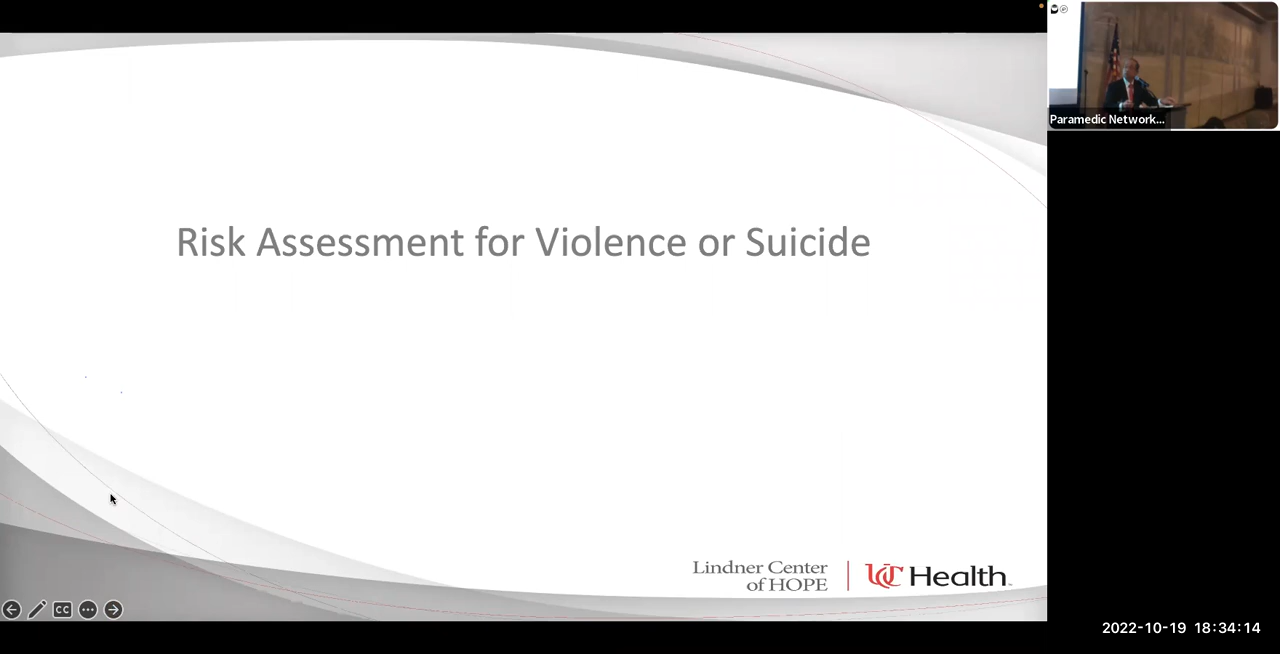 Risk Assessment for Violence or Suicide
Lindner Center
of HOPE
UC Health
CC
Paramedic Network...
2022-10-19 18:34:14